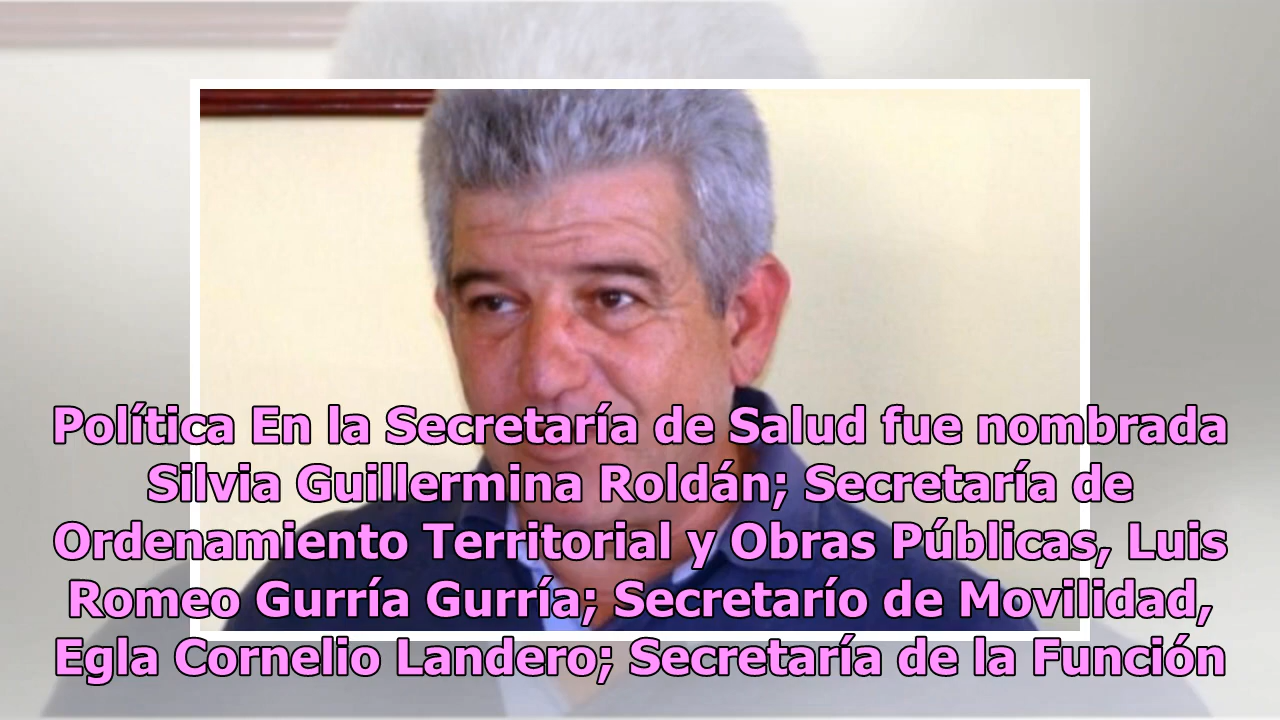 Política En la Secretaría de Salud fue nombrada
Silvia Guillermina Roldán; Secretaría de
Ordenamiento Territorial y Obras Públicas, Luis
Romeo Gurría Gurría; Secretarío de Movilidad,
Egla Cornelio Landero; Secretaría de la Función